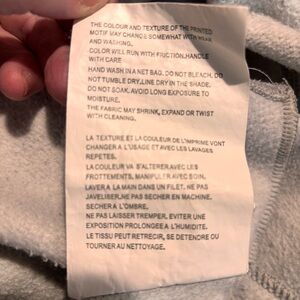 THE COLOUR AND TEXTURE OF THE PRINTED
MOTIF MAY CHANGE SOMEWHAT WITH WEAR
AND WASHING.
COLOR WILL RUN WITH FRICTION.HANDLE
WITH CARE
HAND WASH IN A NET BAG. DO NOT BLEACH, DO
NOT TUMBLE DRY.LINE DRY IN THE SHADE.
DO NOT SOAK. AVOID LONG EXPOSURE TO
MOISTURE.
THE FABRIC MAY SHRINK, EXPAND OR TWIST
WITH CLEANING.
LA TEXTURE ET LA COULEUR DE L'IMPRIME VONT
CHANGER A L'USAGE ET AVEC LES LAVAGES
REPETES.
LA COULEUR VA S'ALTERER AVEC LES
FROTTEMENTS, MANIPULER AVEC SOIN.
LAVER A LA MAIN DANS UN FILET. NE PAS
JAVELISER.NE PAS SECHER EN MACHINE.
SECHER A L'OMBRE.
NE PAS LAISSER TREMPER. EVITER UNE
EXPOSITION PROLONGEE A L'HUMIDITE.
LE TISSU PEUT RETRECIR, SE DETENDRE OU
TOURNER AU NETTOYAGE.